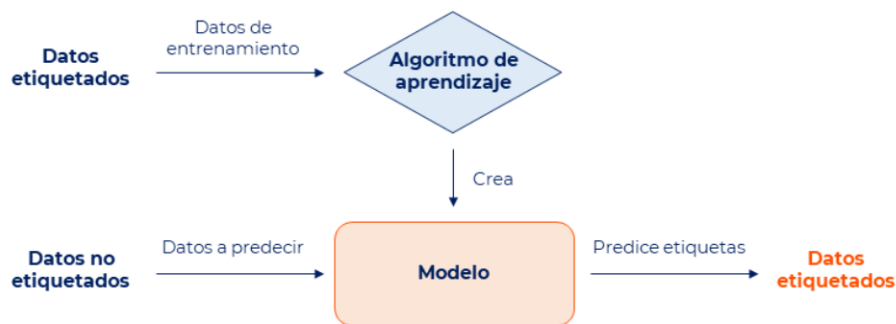 Datos
etiquetados
Datos de
entrenamiento
Algoritmo de
aprendizaje
Crea
Datos no
etiquetados
Datos a predecir
Modelo
Predice etiquetas
Datos
etiquetados